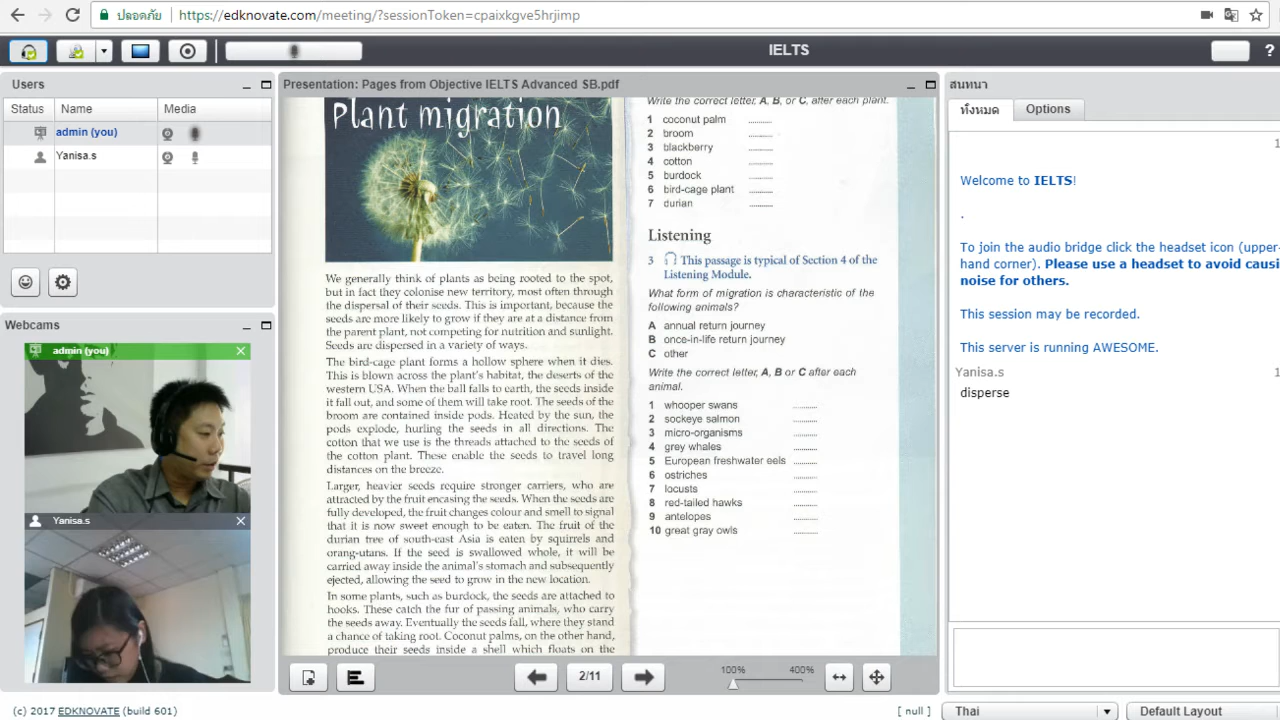 ปลอดภัย
https://edknovate.com/meeting/?sessionToken=cpaixkgve5hrjimp
IELTS
?
Users
Status Name Media
admin (you)
Yanisa.s
Webcams
admin (you)
Yanisa.s
Presentation: Pages from Objective IELTS Advanced SB.pdf
Plant migration
We generally think of plants as being rooted to the spot,
but in fact they colonise new territory, most often through
the dispersal of their seeds. This is important, because the
seeds are more likely to grow if they are at a distance from
the parent plant, not competing for nutrition and sunlight.
Seeds are dispersed in a variety of ways.
The bird-cage plant forms a hollow sphere when it dies.
This is blown across the plant's habitat, the deserts of the
western USA. When the ball falls to earth, the seeds inside
it fall out, and some of them will take root. The seeds of the
broom are contained inside pods. Heated by the sun, the
pods explode, hurling the seeds in all directions. The
cotton that we use is the threads attached to the seeds of
the cotton plant. These enable the seeds to travel long
distances on the breeze.
Larger, heavier seeds require stronger carriers, who are
attracted by the fruit encasing the seeds. When the seeds are
fully developed, the fruit changes colour and smell to signal
that it is now sweet enough to be eaten. The fruit of the
durian tree of south-east Asia is eaten by squirrels and
orang-utans. If the seed is swallowed whole, it will be
carried away inside the animal's stomach and subsequently
ejected, allowing the seed to grow in the new location.
In some plants, such as burdock, the seeds are attached to
hooks. These catch the fur of passing animals, who carry
the seeds away. Eventually the seeds fall, where they stand
a chance of taking root. Coconut palms, on the other hand,
produce their seeds inside a shell which floats on the
Write the correct letter, A, B, or C, after each plant.
1 coconut palm ............
2 broom ............
3 blackberry ............
4 cotton ............
5 burdock ............
6 bird-cage plant ............
7 durian ............
Listening
3 This passage is typical of Section 4 of the
Listening Module.
What form of migration is characteristic of the
following animals?
A annual return journey
B once-in-life return journey
C other
Write the correct letter, A, B or C after each
animal.
1 whooper swans ............
2 sockeye salmon ............
3 micro-organisms ............
4 grey whales ............
5 European freshwater eels ............
6 ostriches ............
7 locusts ............
8 red-tailed hawks ............
9 antelopes ............
10 great gray owls ............
2/11
100% 400%
สนทนา
ทั้งหมด Options
1
Welcome to IELTS!
.
To join the audio bridge click the headset icon (upper-
hand corner). Please use a headset to avoid causi
noise for others.
This session may be recorded.
This server is running AWESOME.
Yanisa.s 1
disperse
(c) 2017 EDKNOVATE (build 601)
[ null ] Thai Default Layout